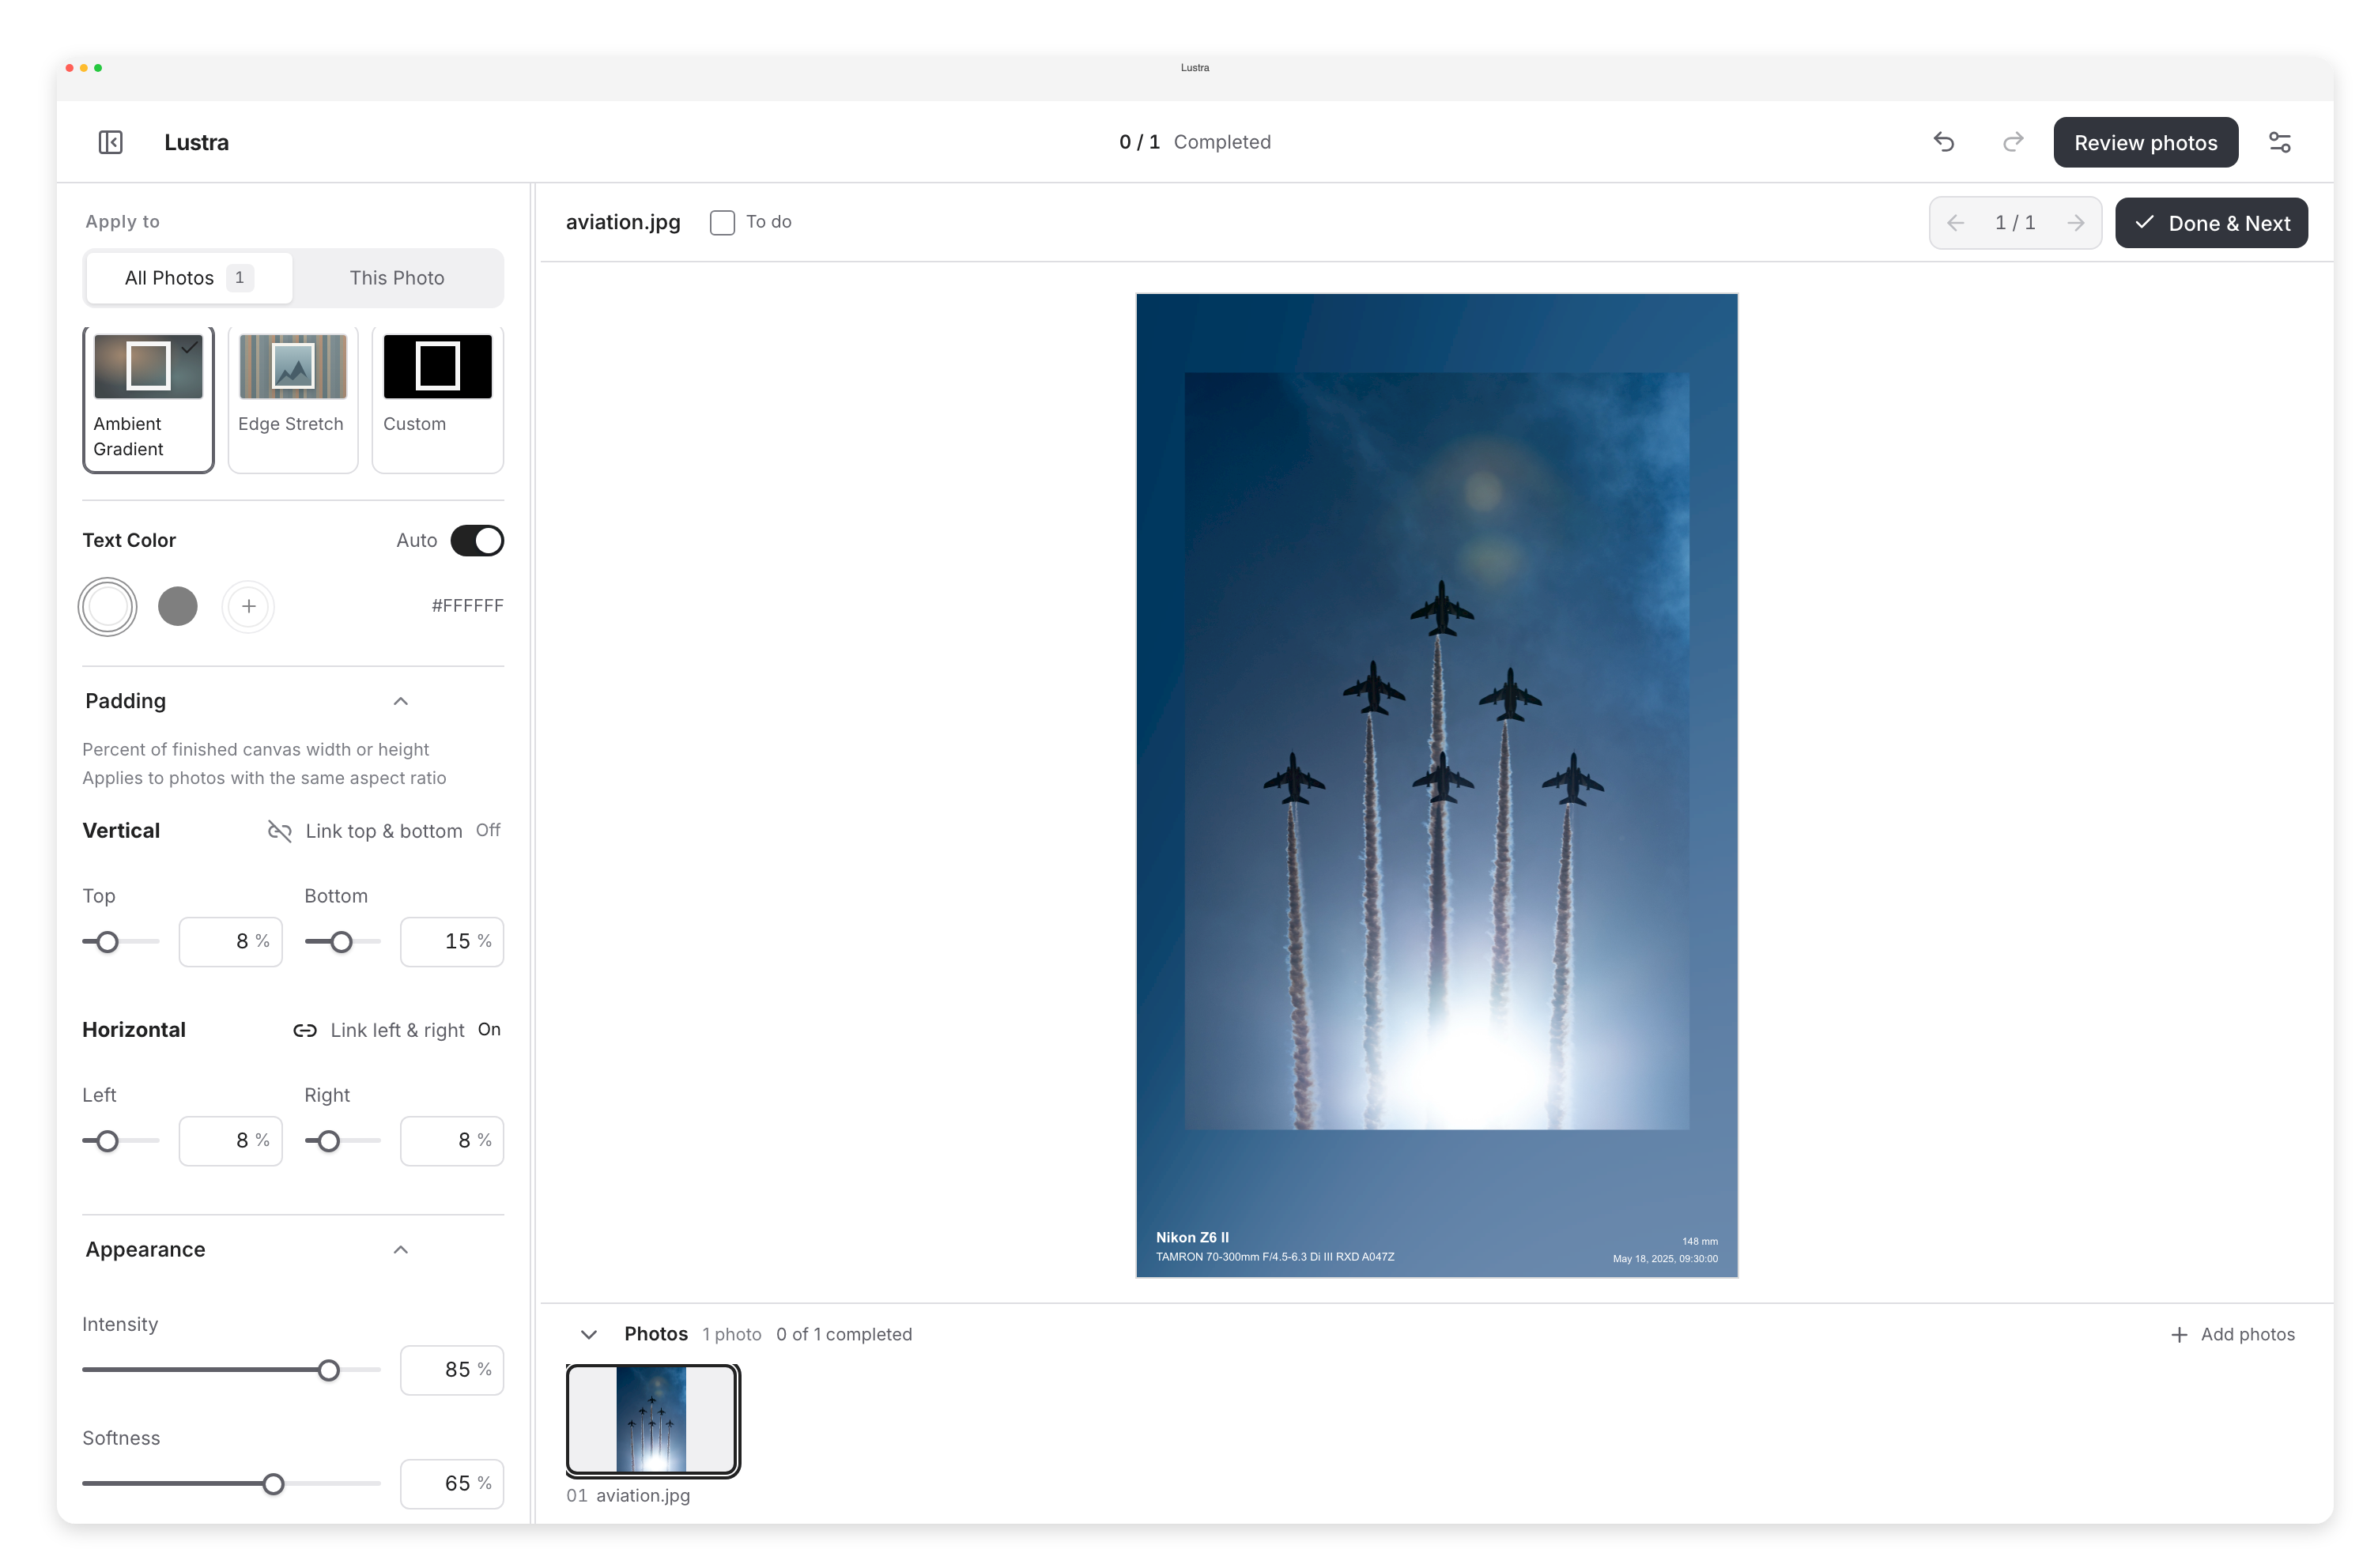 Lustra
Lustra
0 / 1 Completed
Review photos
Apply to
All Photos 1
This Photo
aviation.jpg
To do
1 / 1
Done & Next
Ambient
Gradient
Edge Stretch
Custom
Text Color
Auto
#FFFFFF
Padding
Percent of finished canvas width or height
Applies to photos with the same aspect ratio
Vertical
Link top & bottom Off
Top
Bottom
8 %
15 %
Horizontal
Link left & right On
Left
Right
8 %
8 %
Appearance
Intensity
85 %
Softness
65 %
Nikon Z6 II
TAMRON 70-300mm F/4.5-6.3 Di III RXD A047Z
148 mm
May 18, 2025, 09:30:00
Photos 1 photo 0 of 1 completed
Add photos
01 aviation.jpg